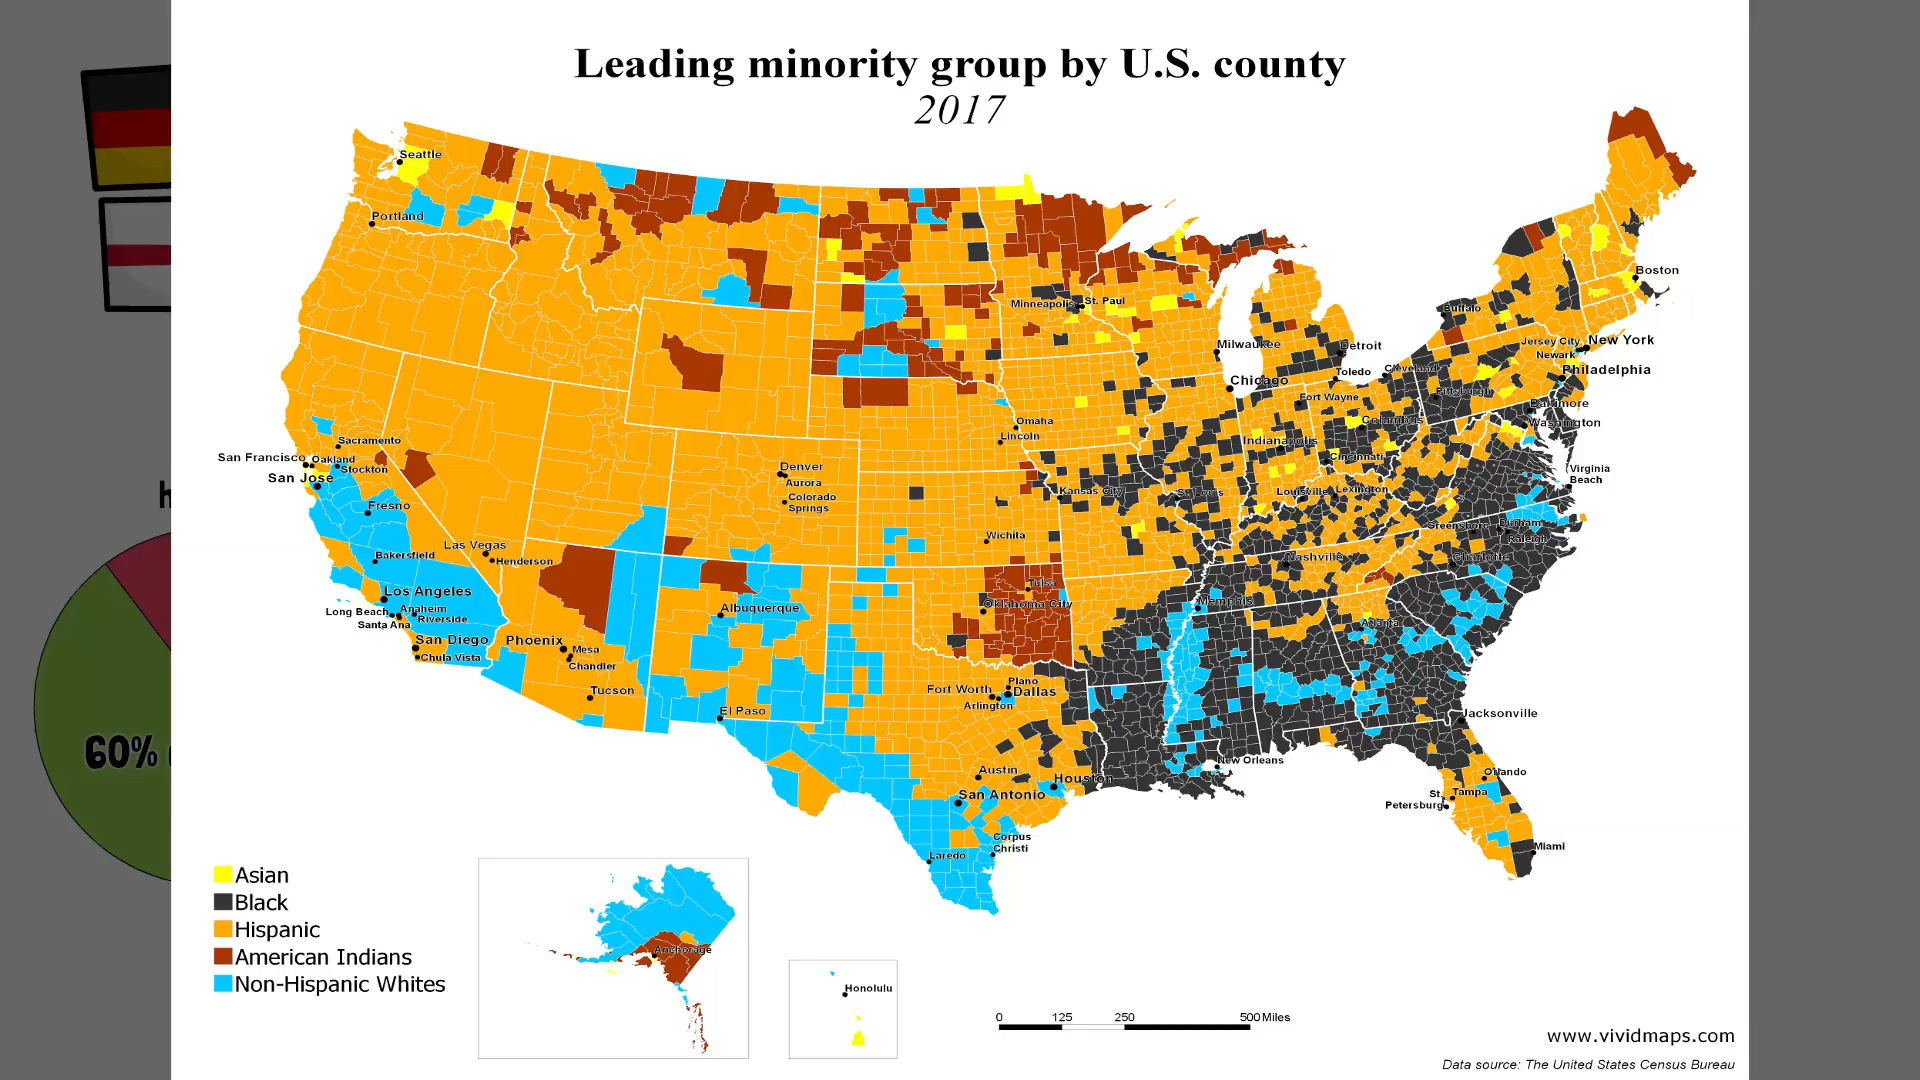 Leading minority group by U.S. county
2017
Seattle
Portland
Minneapolis
St. Paul
Boston
Buffalo
Milwaukee
Detroit
Jersey City
New York
Newark
Chicago
Toledo
Cleveland
Philadelphia
Fort Wayne
Pittsburgh
Baltimore
Washington
Omaha
Lincoln
Columbus
Indianapolis
Cincinnati
Sacramento
San Francisco
Oakland
Stockton
San Jose
Denver
Aurora
Colorado
Springs
Kansas City
St. Louis
Louisville
Lexington
Virginia
Beach
Fresno
Las Vegas
Henderson
Wichita
Greensboro
Durham
Raleigh
Bakersfield
Nashville
Charlotte
Los Angeles
Tulsa
Long Beach
Anaheim
Riverside
Santa Ana
Albuquerque
Oklahoma City
Memphis
San Diego
Chula Vista
Phoenix
Mesa
Chandler
Atlanta
Tucson
El Paso
Fort Worth
Plano
Dallas
Arlington
Jacksonville
Austin
Houston
New Orleans
San Antonio
Orlando
St.
Petersburg
Tampa
Corpus
Christi
Laredo
Miami
h
60%
Asian
Black
Hispanic
American Indians
Non-Hispanic Whites
Anchorage
Honolulu
0 125 250 500 Miles
www.vividmaps.com
Data source: The United States Census Bureau